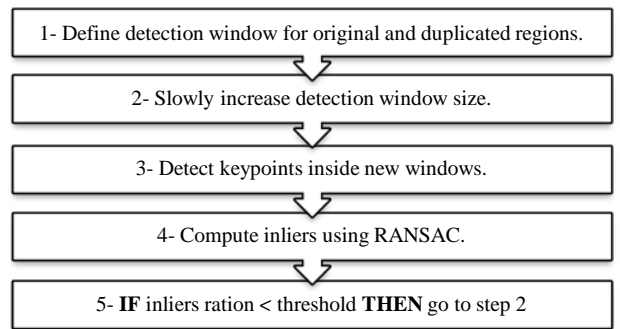 1- Define detection window for original and duplicated regions.
2- Slowly increase detection window size.
3- Detect keypoints inside new windows.
4- Compute inliers using RANSAC.
5- IF inliers ration < threshold THEN go to step 2